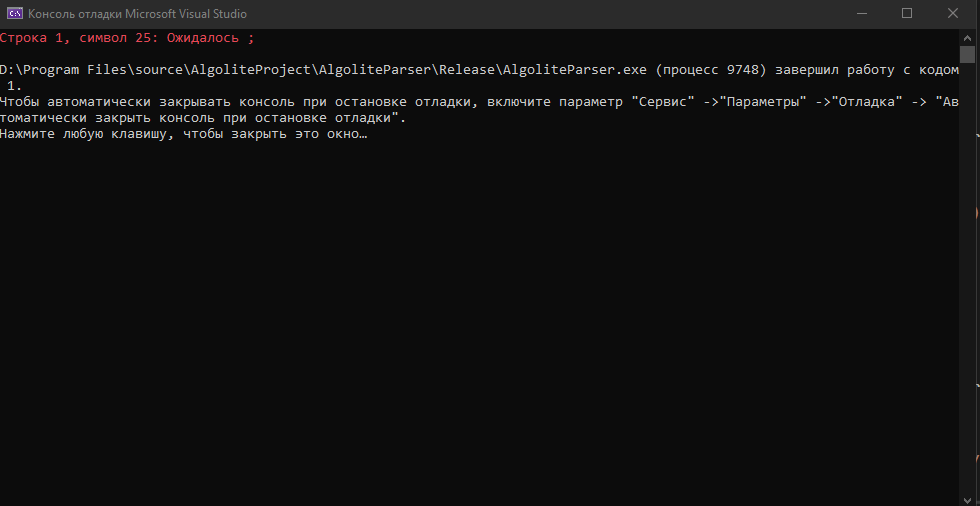 Консоль отладки Microsoft Visual Studio
Строка 1, символ 25: Ожидалось ;
D:\Program Files\source\AlgoliteProject\AlgoliteParser\Release\AlgoliteParser.exe (процесс 9748) завершил работу с кодом
1.
Чтобы автоматически закрывать консоль при остановке отладки, включите параметр "Сервис" ->"Параметры" ->"Отладка" -> "Ав
томатически закрыть консоль при остановке отладки".
Нажмите любую клавишу, чтобы закрыть это окно…